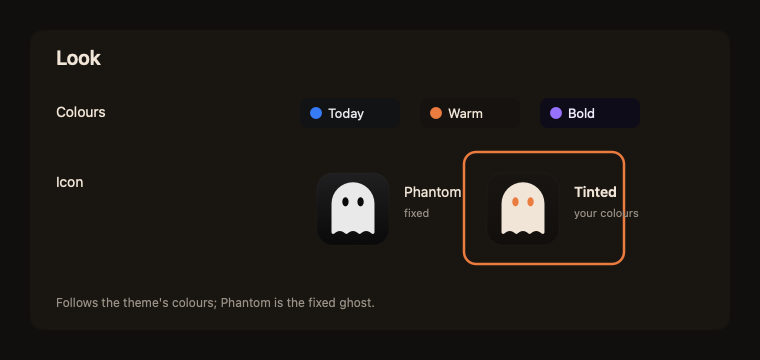 Look
Colours
Today
Warm
Bold
Icon
Phantom
fixed
Tinted
your colours
Follows the theme's colours; Phantom is the fixed ghost.